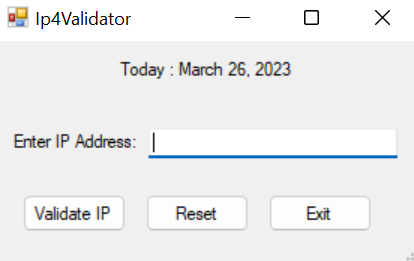 Ip4Validator
Today : March 26, 2023
Enter IP Address:
Validate IP Reset Exit